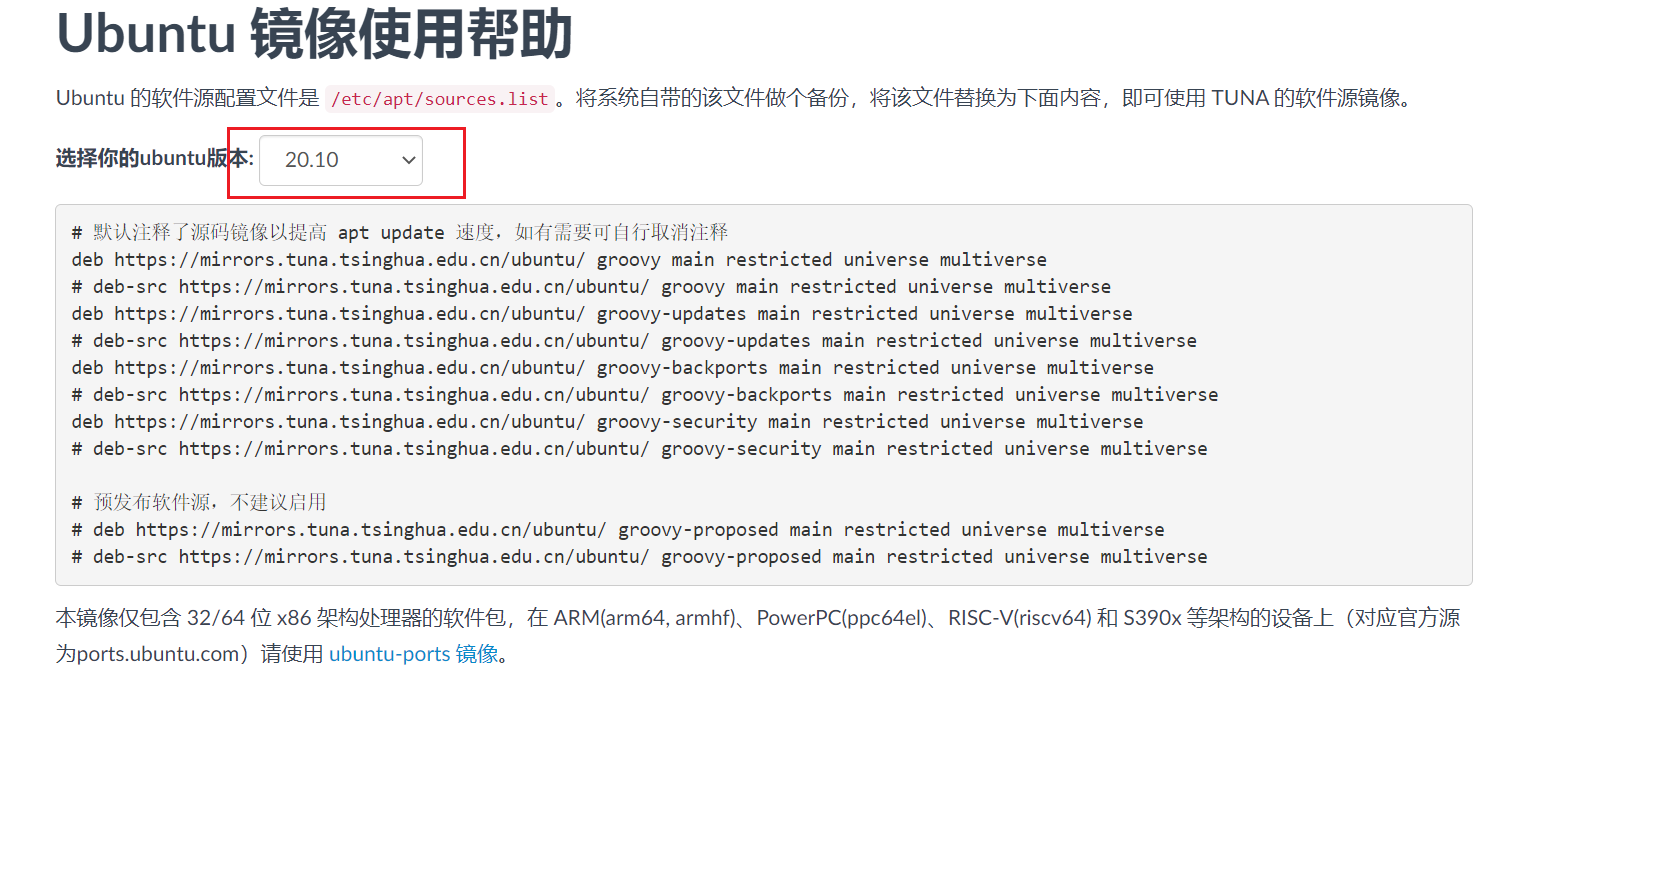 Ubuntu 镜像使用帮助
Ubuntu 的软件源配置文件是 /etc/apt/sources.list。将系统自带的该文件做个备份，将该文件替换为下面内容，即可使用 TUNA 的软件源镜像。
选择你的ubuntu版本: 20.10
# 默认注释了源码镜像以提高 apt update 速度，如有需要可自行取消注释
deb https://mirrors.tuna.tsinghua.edu.cn/ubuntu/ groovy main restricted universe multiverse
# deb-src https://mirrors.tuna.tsinghua.edu.cn/ubuntu/ groovy main restricted universe multiverse
deb https://mirrors.tuna.tsinghua.edu.cn/ubuntu/ groovy-updates main restricted universe multiverse
# deb-src https://mirrors.tuna.tsinghua.edu.cn/ubuntu/ groovy-updates main restricted universe multiverse
deb https://mirrors.tuna.tsinghua.edu.cn/ubuntu/ groovy-backports main restricted universe multiverse
# deb-src https://mirrors.tuna.tsinghua.edu.cn/ubuntu/ groovy-backports main restricted universe multiverse
deb https://mirrors.tuna.tsinghua.edu.cn/ubuntu/ groovy-security main restricted universe multiverse
# deb-src https://mirrors.tuna.tsinghua.edu.cn/ubuntu/ groovy-security main restricted universe multiverse
# 预发布软件源，不建议启用
# deb https://mirrors.tuna.tsinghua.edu.cn/ubuntu/ groovy-proposed main restricted universe multiverse
# deb-src https://mirrors.tuna.tsinghua.edu.cn/ubuntu/ groovy-proposed main restricted universe multiverse
本镜像仅包含 32/64 位 x86 架构处理器的软件包，在 ARM(arm64, armhf)、PowerPC(ppc64el)、RISC-V(riscv64) 和 S390x 等架构的设备上（对应官方源
为ports.ubuntu.com）请使用 ubuntu-ports 镜像。